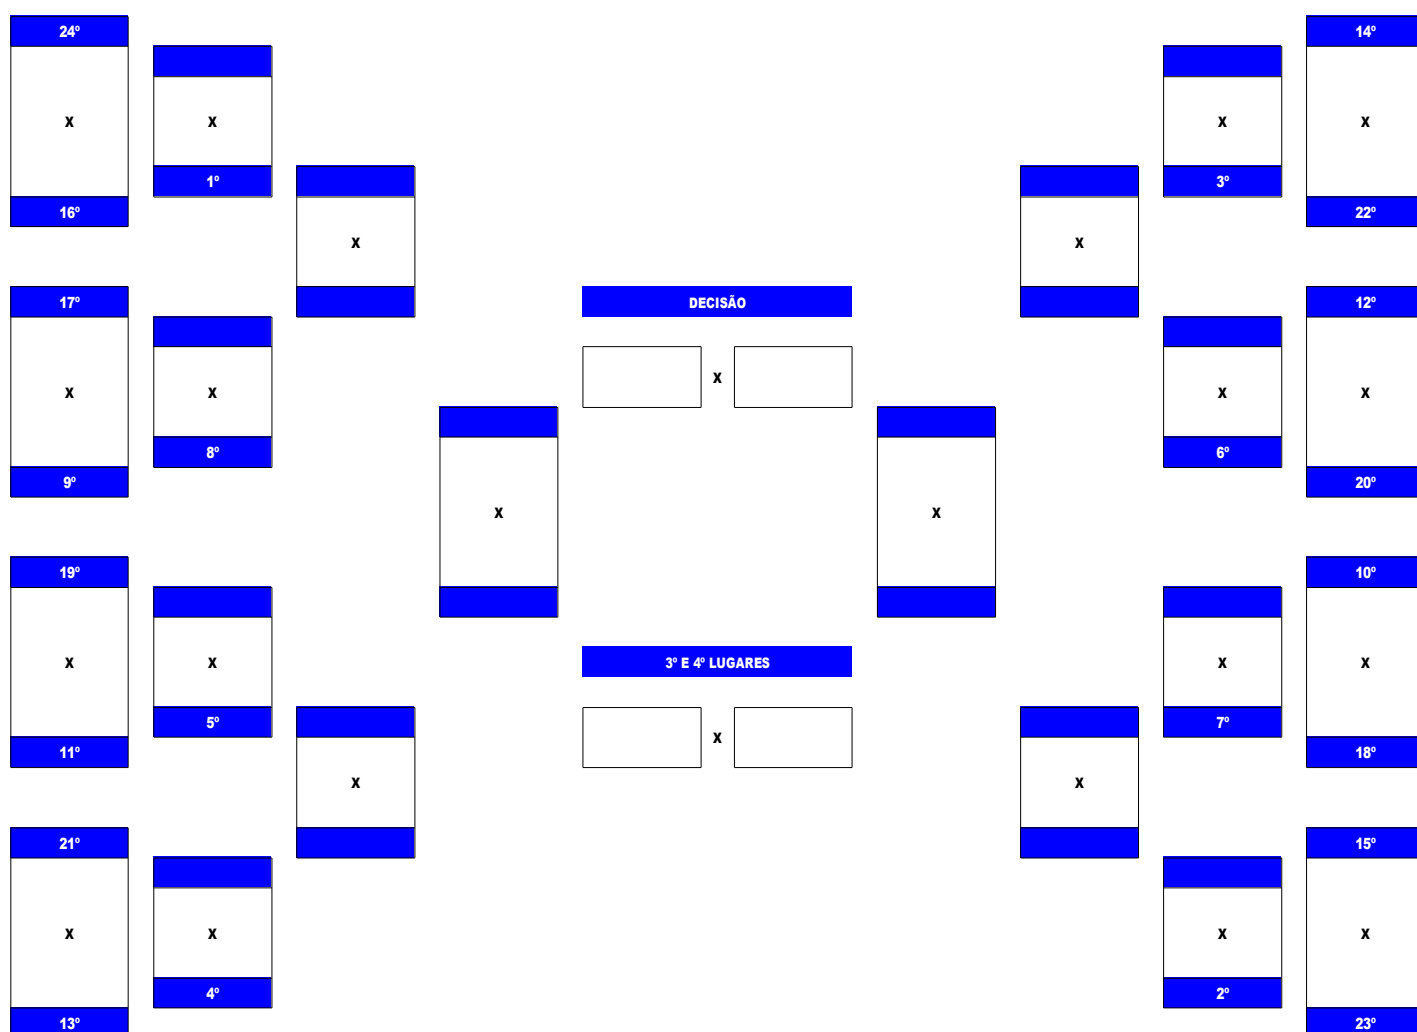 24º 14º
X X X X
1º 3º
16º 22º
X X
17º 12º
DECISÃO
X
X X X X
8º 6º
9º 20º
X X
19º 10º
X X X X
3º E 4º LUGARES
5º 7º
X
11º 18º
X X
21º 15º
X X X X
4º 2º
13º 23º